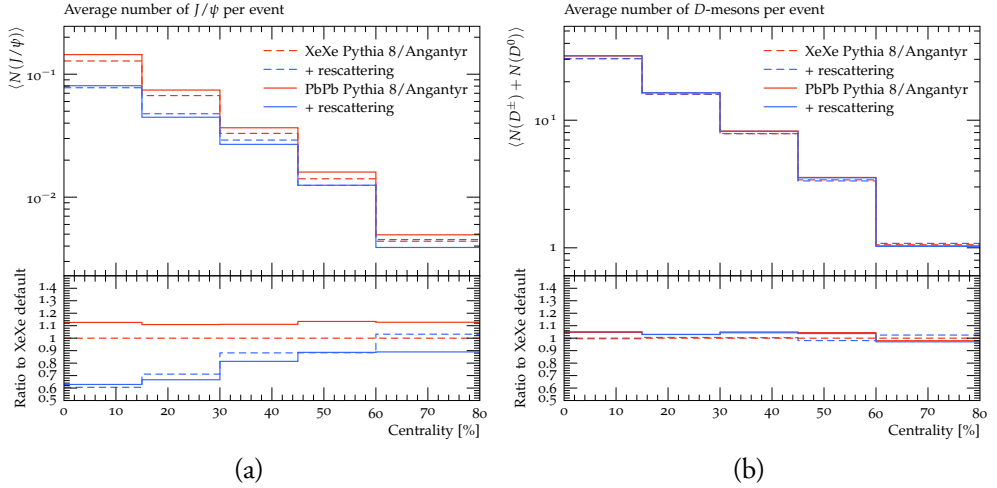 Average number of J/ψ per event
⟨N(J/ψ)⟩
10⁻¹
10⁻²
XeXe Pythia 8/Angantyr
+ rescattering
PbPb Pythia 8/Angantyr
+ rescattering
Ratio to XeXe default
1.4
1.3
1.2
1.1
1
0.9
0.8
0.7
0.6
0.5
0 10 20 30 40 50 60 70 80
Centrality [%]
(a)
Average number of D-mesons per event
⟨N(D±) + N(D⁰)⟩
10¹
1
XeXe Pythia 8/Angantyr
+ rescattering
PbPb Pythia 8/Angantyr
+ rescattering
Ratio to XeXe default
1.4
1.3
1.2
1.1
1
0.9
0.8
0.7
0.6
0.5
0 10 20 30 40 50 60 70 80
Centrality [%]
(b)